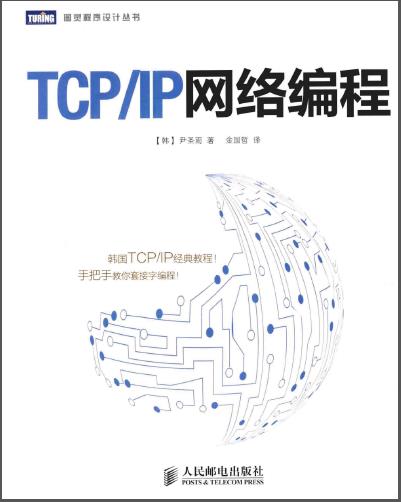 TURING 图灵程序设计丛书
TCP/IP网络编程
【韩】尹圣雨 著 金国哲 译
韩国TCP/IP经典教程！
手把手教你套接字编程！
人民邮电出版社
POSTS & TELECOM PRESS